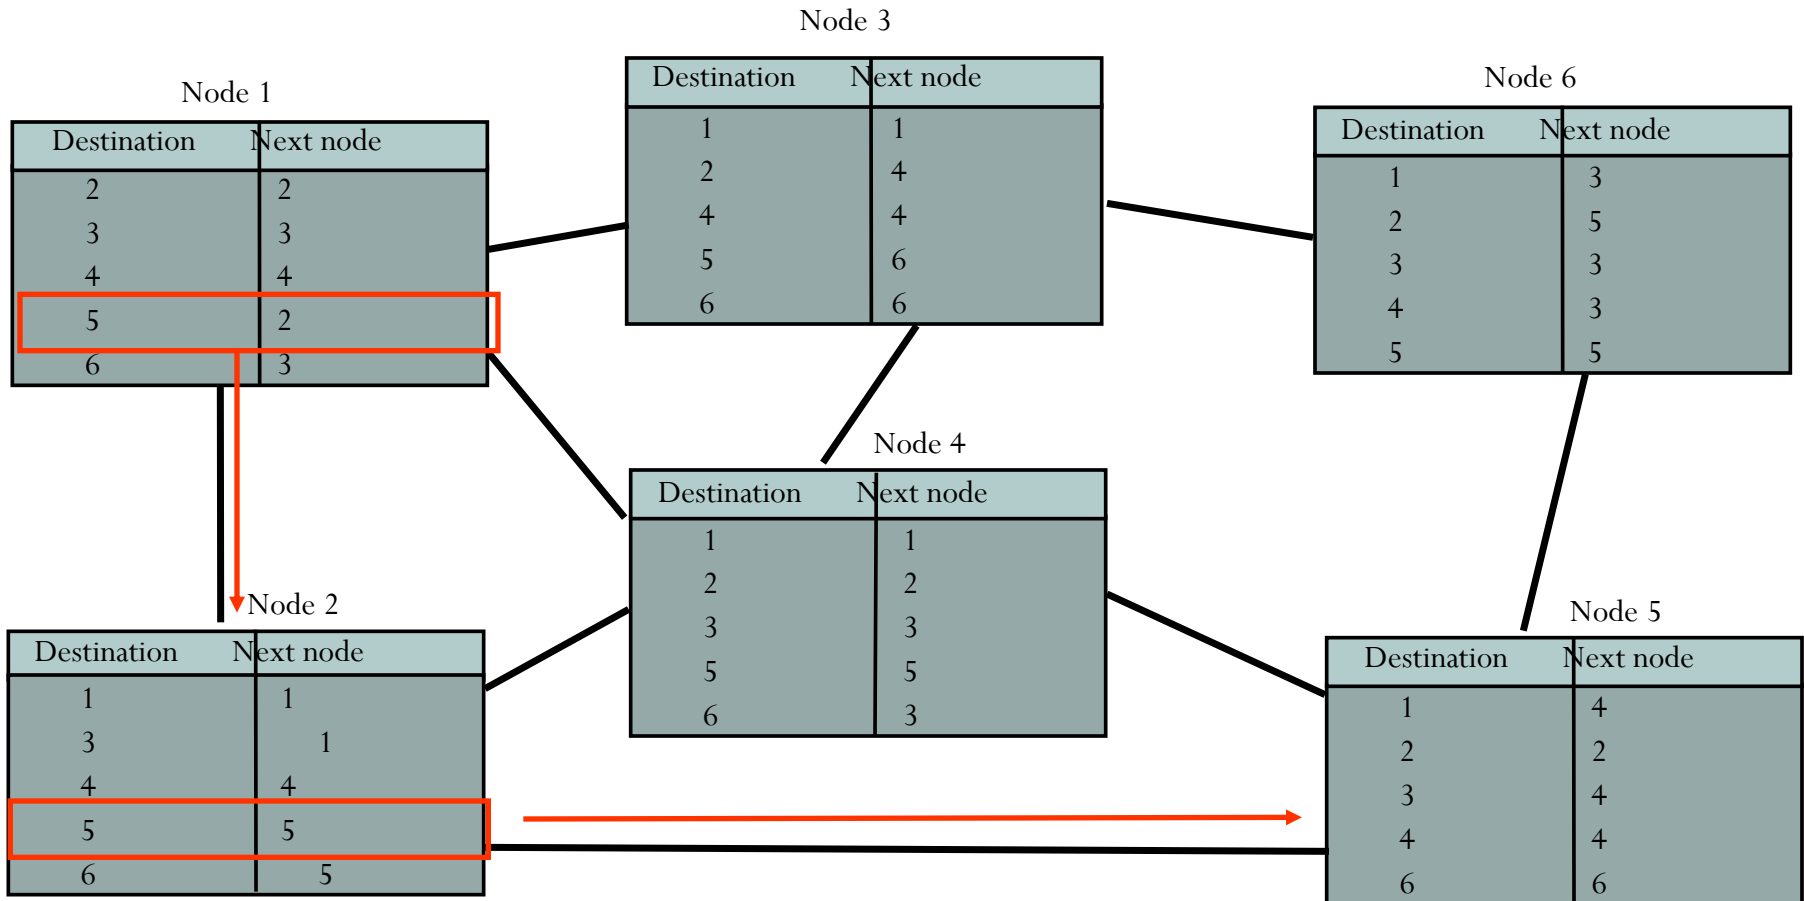 Node 3
Destination Next node
1 1
2 4
4 4
5 6
6 6
Node 1
Destination Next node
2 2
3 3
4 4
5 2
6 3
Node 6
Destination Next node
1 3
2 5
3 3
4 3
5 5
Node 4
Destination Next node
1 1
2 2
3 3
5 5
6 3
Node 2
Destination Next node
1 1
3 1
4 4
5 5
6 5
Node 5
Destination Next node
1 4
2 2
3 4
4 4
6 6